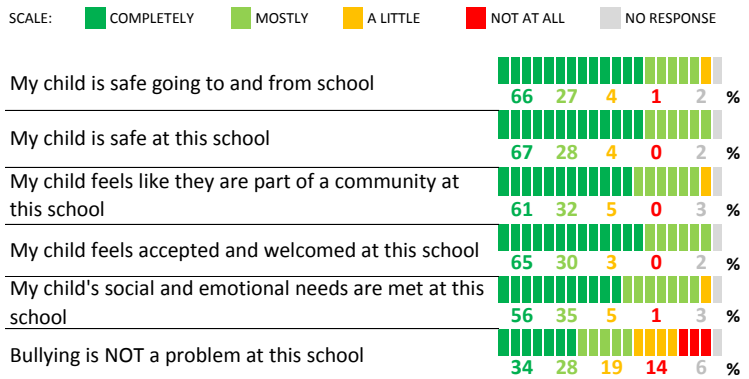 SCALE: COMPLETELY MOSTLY A LITTLE NOT AT ALL NO RESPONSE
My child is safe going to and from school
66 27 4 1 2 %
My child is safe at this school
67 28 4 0 2 %
My child feels like they are part of a community at
this school
61 32 5 0 3 %
My child feels accepted and welcomed at this school
65 30 3 0 2 %
My child's social and emotional needs are met at this
school
56 35 5 1 3 %
Bullying is NOT a problem at this school
34 28 19 14 6 %